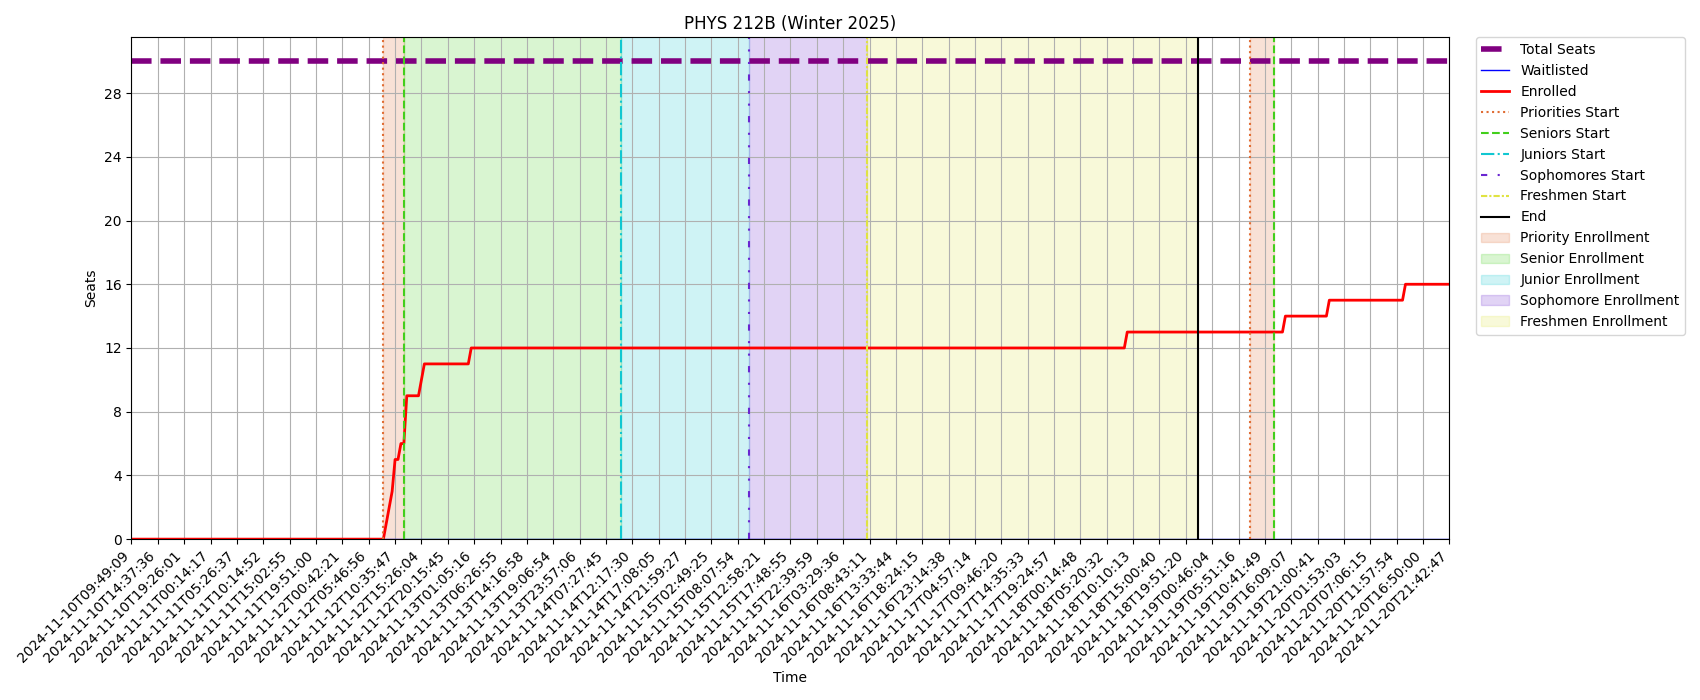 PHYS 212B (Winter 2025)
Seats
28
24
20
16
12
8
4
0
2024-11-10T09:49:09
2024-11-10T14:37:36
2024-11-10T19:26:01
2024-11-11T00:14:17
2024-11-11T05:26:37
2024-11-11T10:14:52
2024-11-11T15:02:55
2024-11-11T19:51:00
2024-11-12T00:42:21
2024-11-12T05:46:56
2024-11-12T10:35:47
2024-11-12T15:26:04
2024-11-12T20:15:45
2024-11-13T01:05:16
2024-11-13T06:26:55
2024-11-13T14:16:58
2024-11-13T19:06:54
2024-11-13T23:57:06
2024-11-14T07:27:45
2024-11-14T12:17:30
2024-11-14T17:08:05
2024-11-14T21:59:27
2024-11-15T02:49:25
2024-11-15T08:07:54
2024-11-15T12:58:21
2024-11-15T17:48:55
2024-11-15T22:39:59
2024-11-16T03:29:36
2024-11-16T08:43:11
2024-11-16T13:33:44
2024-11-16T18:24:15
2024-11-16T23:14:38
2024-11-17T04:57:14
2024-11-17T09:46:20
2024-11-17T14:35:33
2024-11-17T19:24:57
2024-11-18T00:14:48
2024-11-18T05:20:32
2024-11-18T10:10:13
2024-11-18T15:00:40
2024-11-18T19:51:20
2024-11-19T00:46:04
2024-11-19T05:51:16
2024-11-19T10:41:49
2024-11-19T16:09:07
2024-11-19T21:00:41
2024-11-20T01:53:03
2024-11-20T07:06:15
2024-11-20T11:57:54
2024-11-20T16:50:00
2024-11-20T21:42:47
Time
Total Seats
Waitlisted
Enrolled
Priorities Start
Seniors Start
Juniors Start
Sophomores Start
Freshmen Start
End
Priority Enrollment
Senior Enrollment
Junior Enrollment
Sophomore Enrollment
Freshmen Enrollment